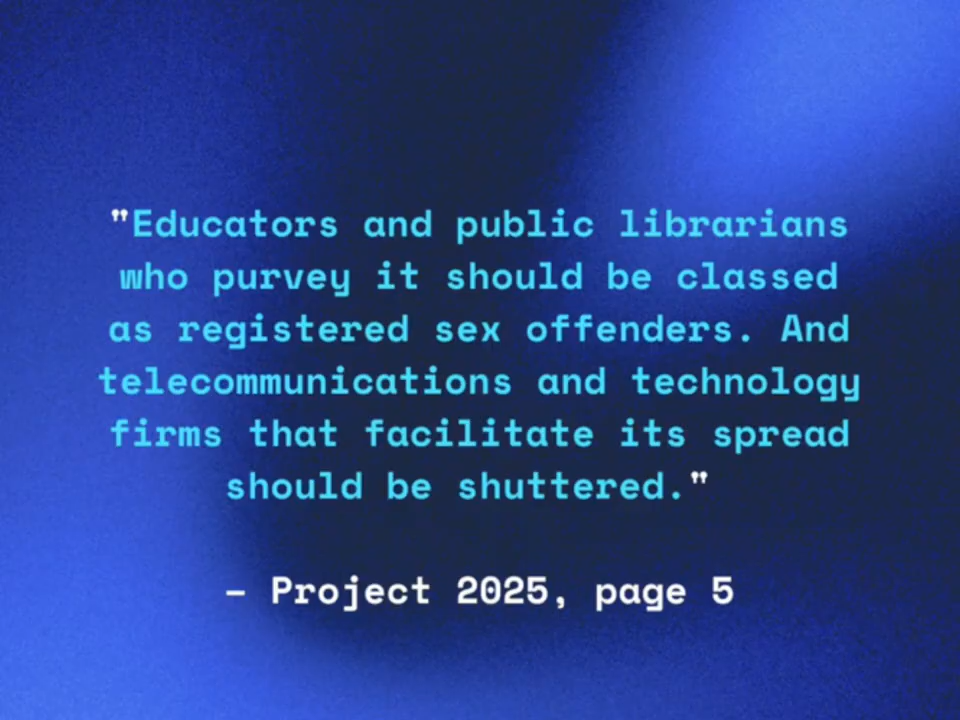 "Educators and public librarians
who purvey it should be classed
as registered sex offenders. And
telecommunications and technology
firms that facilitate its spread
should be shuttered."
– Project 2025, page 5